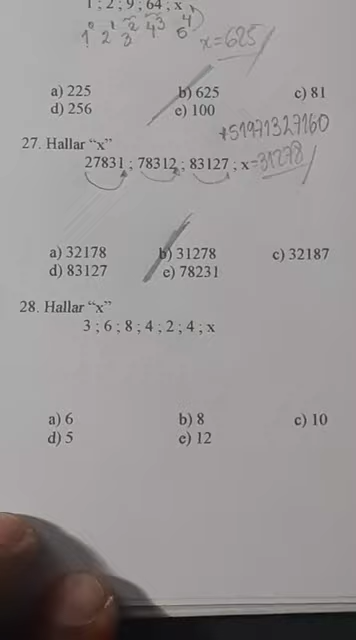 1 ; 2 ; 9 ; 64 ; x
1⁰ 2¹ 3² 4³ 5⁴ x=625
a) 225 b) 625 c) 81
d) 256 e) 100
+51971327160
27. Hallar “x”
27831 ; 78312 ; 83127 ; x=31278
a) 32178 b) 31278 c) 32187
d) 83127 e) 78231
28. Hallar “x”
3 ; 6 ; 8 ; 4 ; 2 ; 4 ; x
a) 6 b) 8 c) 10
d) 5 e) 12